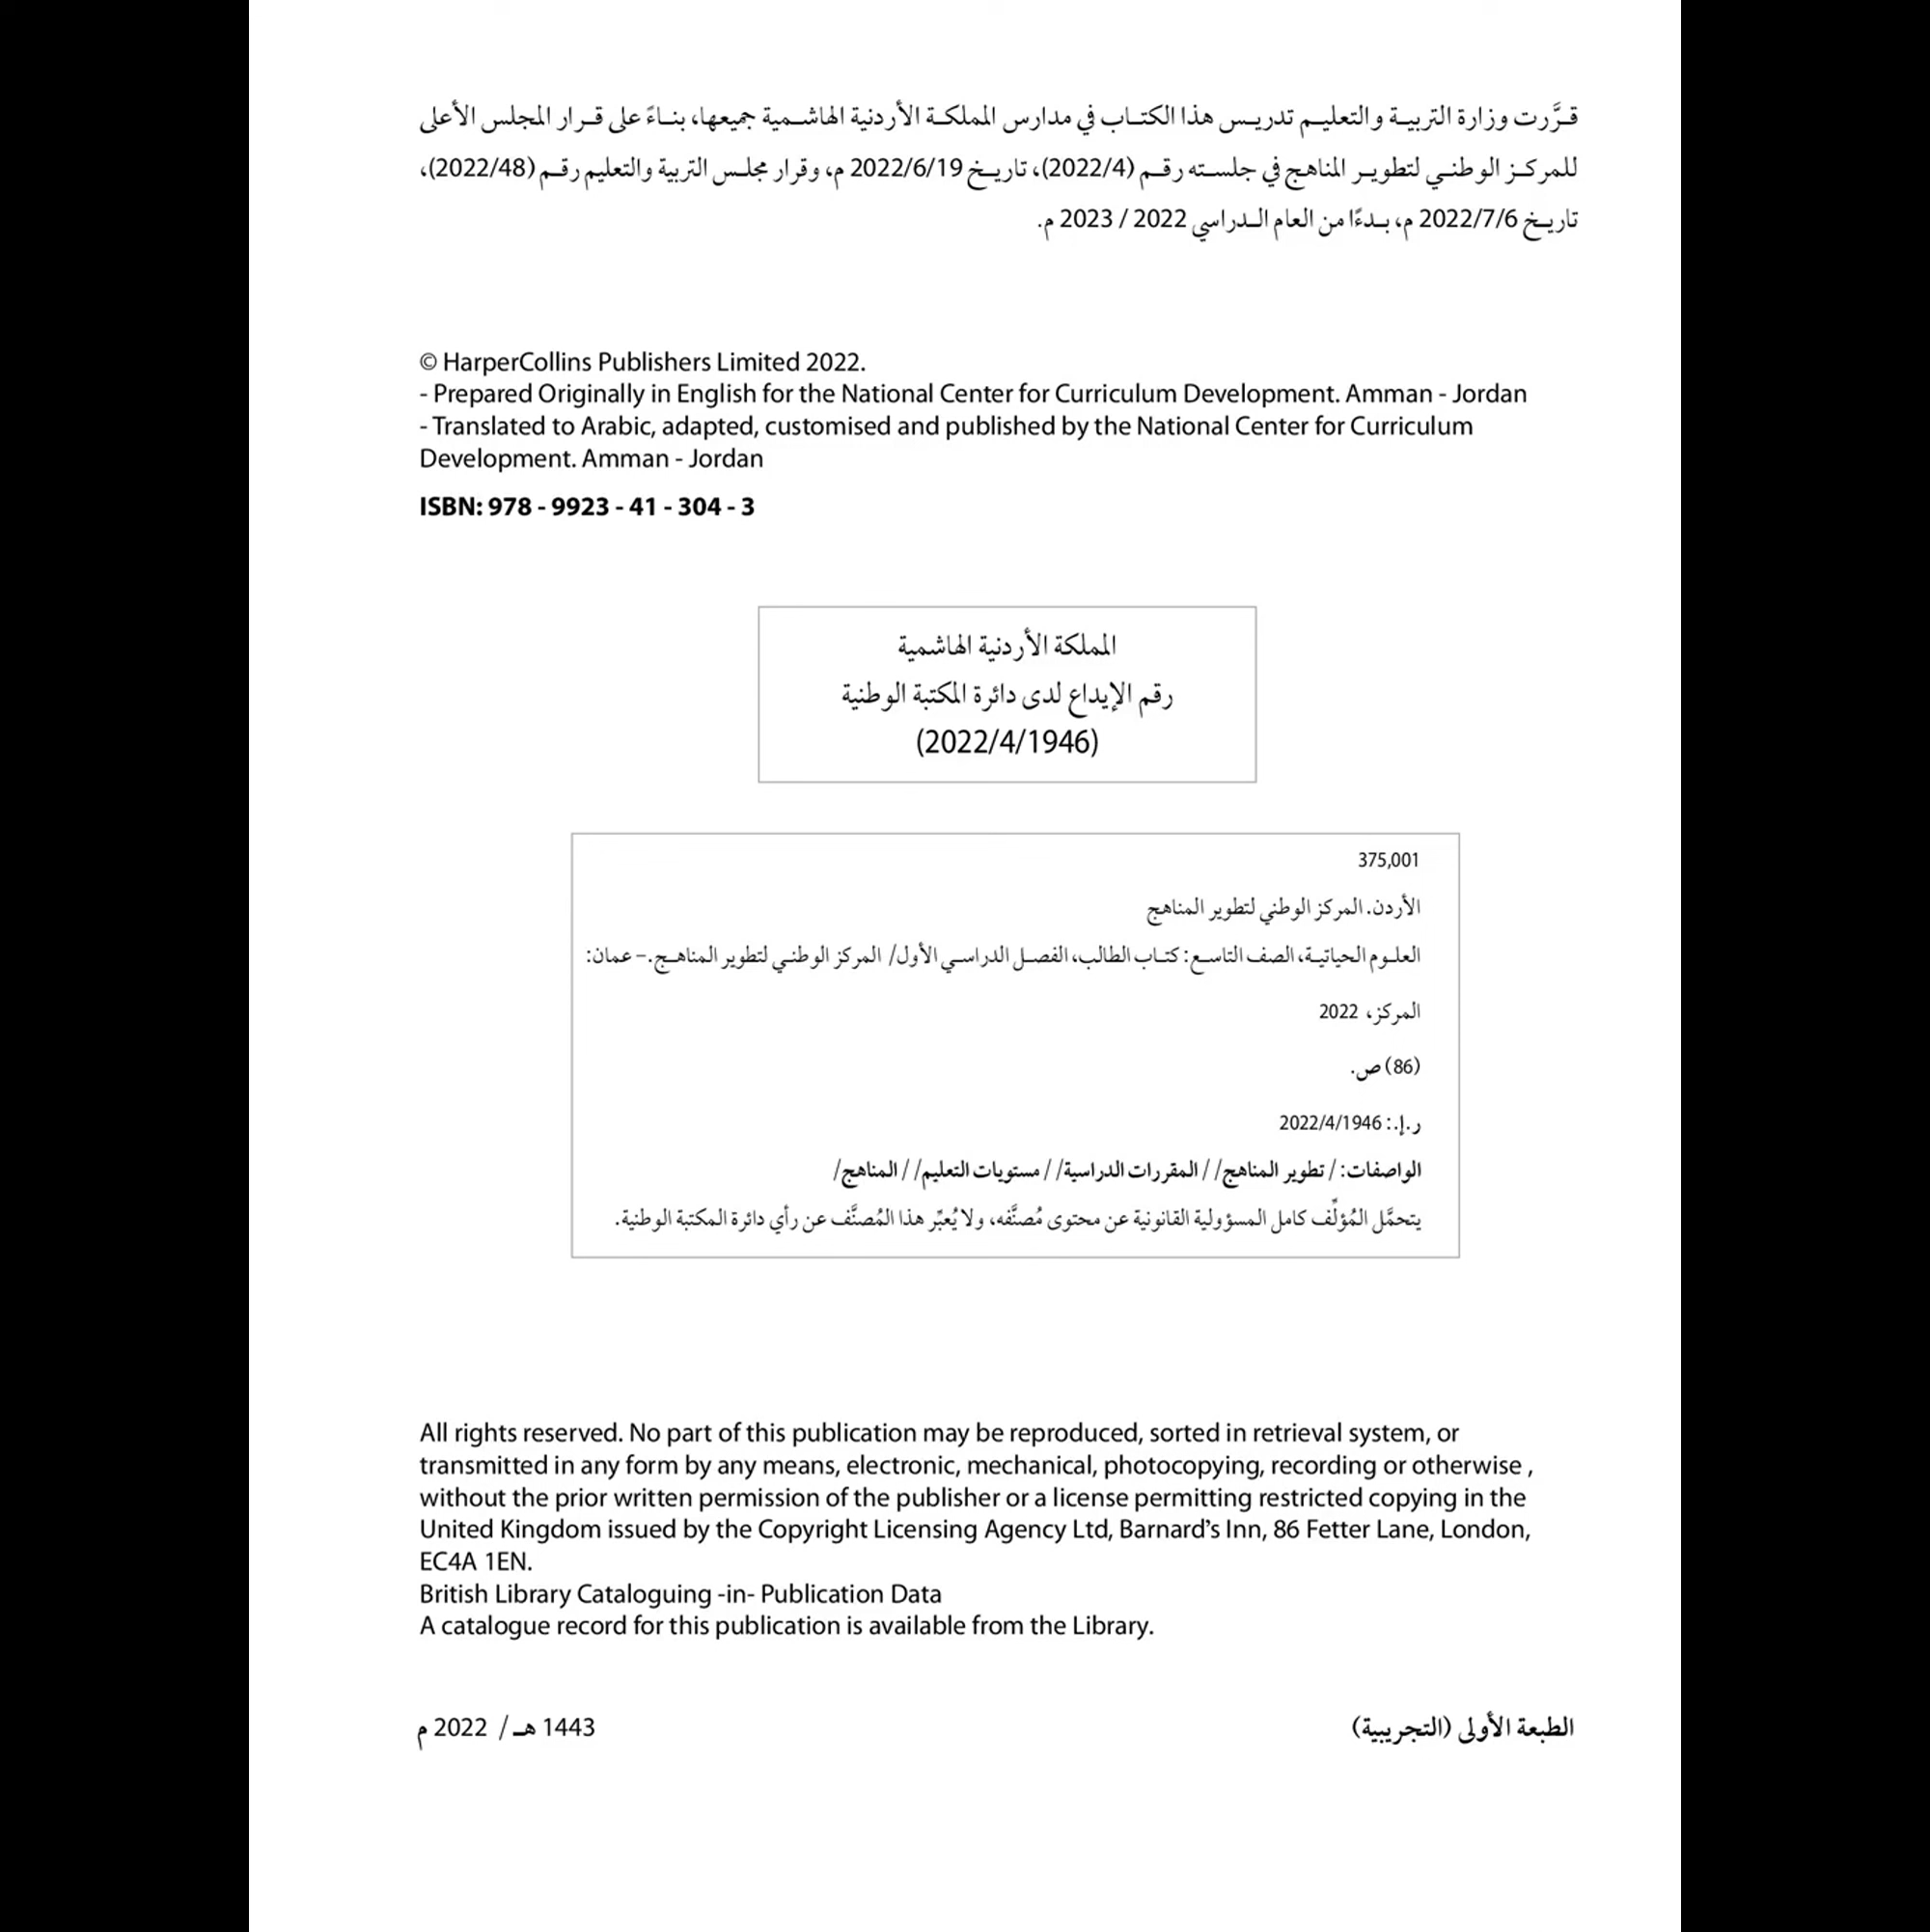 قـرَّرت وزارة التربيـة والتعليـم تدريـس هذا الكتـاب في مدارس المملكـة الأردنية الهاشـمية جميعها، بنـاءً على قـرار المجلس الأعلى
للمركـز الوطنـي لتطويـر المناهج في جلسـته رقـم (2022/4)، تاريـخ 2022/6/19 م، وقرار مجلـس التربية والتعليم رقـم (2022/48)،
تاريـخ 2022/7/6 م، بـدءًا من العام الـدراسي 2022 / 2023 م.
© HarperCollins Publishers Limited 2022.
- Prepared Originally in English for the National Center for Curriculum Development. Amman - Jordan
- Translated to Arabic, adapted, customised and published by the National Center for Curriculum
Development. Amman - Jordan
ISBN: 978 - 9923 - 41 - 304 - 3
المملكة الأردنية الهاشمية
رقم الإيداع لدى دائرة المكتبة الوطنية
(2022/4/1946)
375,001
الأردن. المركز الوطني لتطوير المناهج
العلـوم الحياتيـة، الصف التاسـع: كتـاب الطالب، الفصـل الدراسـي الأول/ المركز الوطنـي لتطوير المناهـج.– عمان:
المركز، 2022
(86) ص.
ر.إ.: 2022/4/1946
الواصفات: / تطوير المناهج/ / المقررات الدراسية/ / مستويات التعليم/ / المناهج/
يتحمَّل المُؤلِّف كامل المسؤولية القانونية عن محتوى مُصنَّفه، ولا يُعبِّر هذا المُصنَّف عن رأي دائرة المكتبة الوطنية.
All rights reserved. No part of this publication may be reproduced, sorted in retrieval system, or
transmitted in any form by any means, electronic, mechanical, photocopying, recording or otherwise ,
without the prior written permission of the publisher or a license permitting restricted copying in the
United Kingdom issued by the Copyright Licensing Agency Ltd, Barnard's Inn, 86 Fetter Lane, London,
EC4A 1EN.
British Library Cataloguing -in- Publication Data
A catalogue record for this publication is available from the Library.
الطبعة الأولى (التجريبية)
1443 هـ / 2022 م